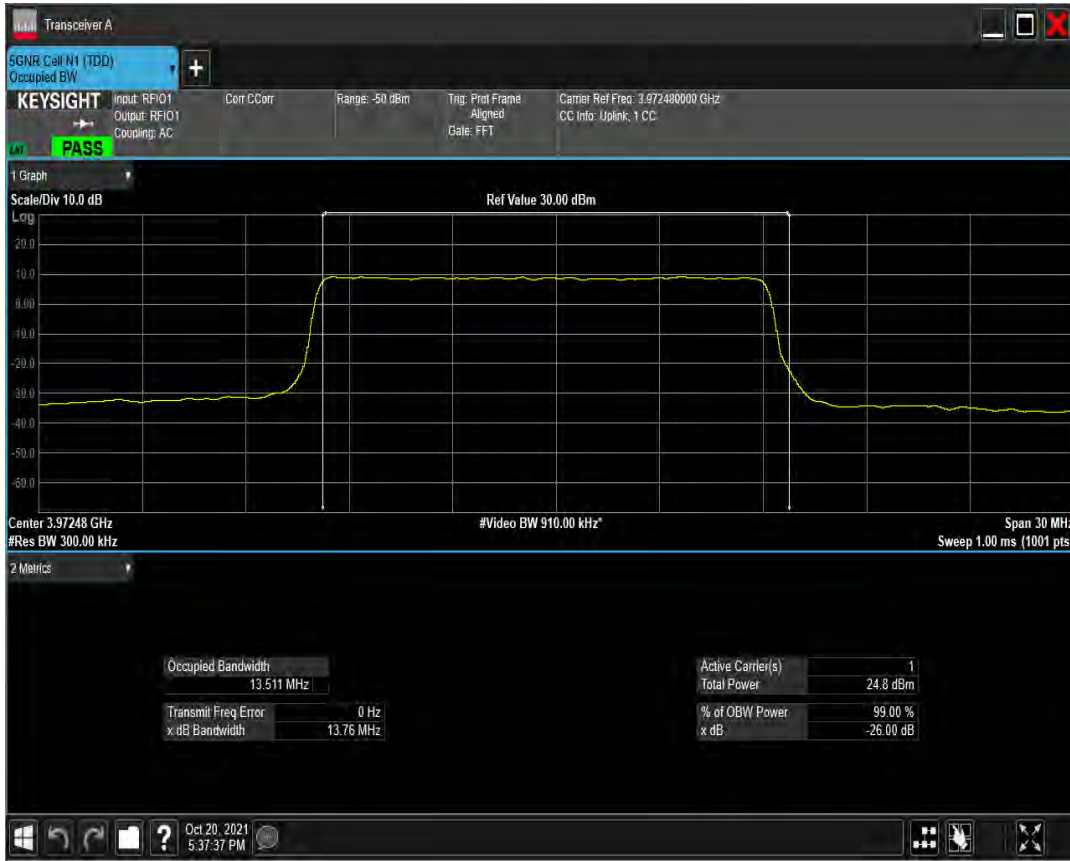 Transceiver A
5GNR Cell N1 (TDD)
Occupied BW
+
KEYSIGHT
Input: RFIO1
Output: RFIO1
Coupling: AC
Corr CCorr
Range: -50 dBm
Trig: Prot Frame
Aligned
Gate: FFT
Carrier Ref Freq: 3.972480000 GHz
CC Info: Uplink, 1 CC
PASS
1 Graph
Scale/Div 10.0 dB
Ref Value 30.00 dBm
Log
20.0
10.0
0.00
-10.0
-20.0
-30.0
-40.0
-50.0
-60.0
Center 3.97248 GHz
#Video BW 910.00 kHz*
Span 30 MHz
#Res BW 300.00 kHz
Sweep 1.00 ms (1001 pts
2 Metrics
Occupied Bandwidth
13.511 MHz
Transmit Freq Error 0 Hz
x dB Bandwidth 13.76 MHz
Active Carrier(s) 1
Total Power 24.8 dBm
% of OBW Power 99.00 %
x dB -26.00 dB
?
Oct 20, 2021
5:37:37 PM